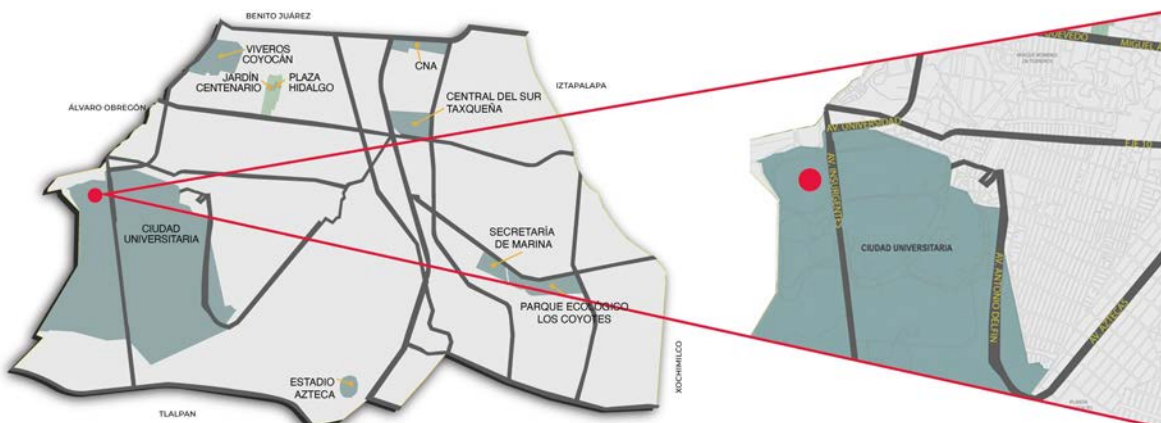 BENITO JUÁREZ
VIVEROS
COYOCÁN
JARDÍN
CENTENARIO
PLAZA
HIDALGO
CNA
IZTAPALAPA
ÁLVARO OBREGÓN
CENTRAL DEL SUR
TAXQUEÑA
CIUDAD
UNIVERSITARIA
SECRETARÍA
DE MARINA
PARQUE ECOLÓGICO
LOS COYOTES
ESTADIO
AZTECA
XOCHIMILCO
TLALPAN
QUEVEDO
MIGUEL A
AV. UNIVERSIDAD
EJE 10
AV. INSURGENTES
CIUDAD UNIVERSITARIA
AV. ANTONIO DELFIN
AV. AZTECAS